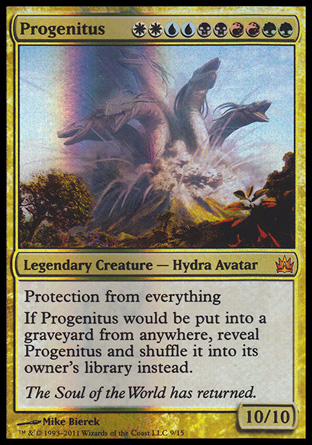 Progenitus
Legendary Creature — Hydra Avatar
Protection from everything
If Progenitus would be put into a
graveyard from anywhere, reveal
Progenitus and shuffle it into its
owner's library instead.
The Soul of the World has returned.
10/10
Mike Bierek
™ & © 1993–2011 Wizards of the Coast LLC 9/15